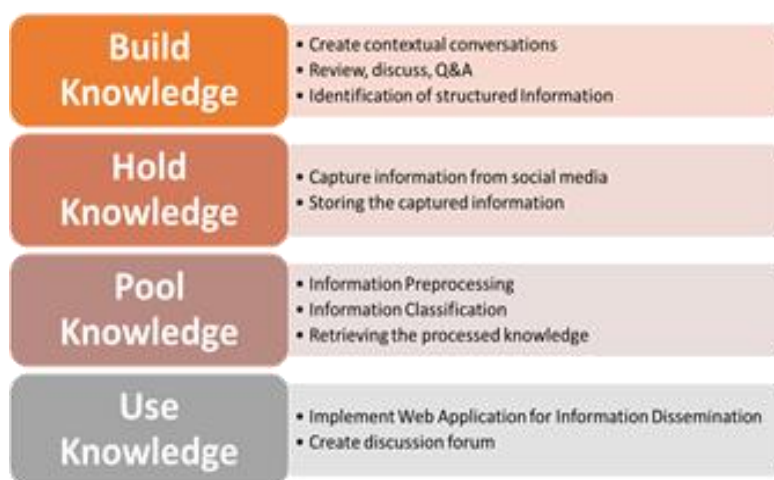 Build
Knowledge
• Create contextual conversations
• Review, discuss, Q&A
• Identification of structured Information
Hold
Knowledge
• Capture information from social media
• Storing the captured information
Pool
Knowledge
• Information Preprocessing
• Information Classification
• Retrieving the processed knowledge
Use
Knowledge
• Implement Web Application for Information Dissemination
• Create discussion forum